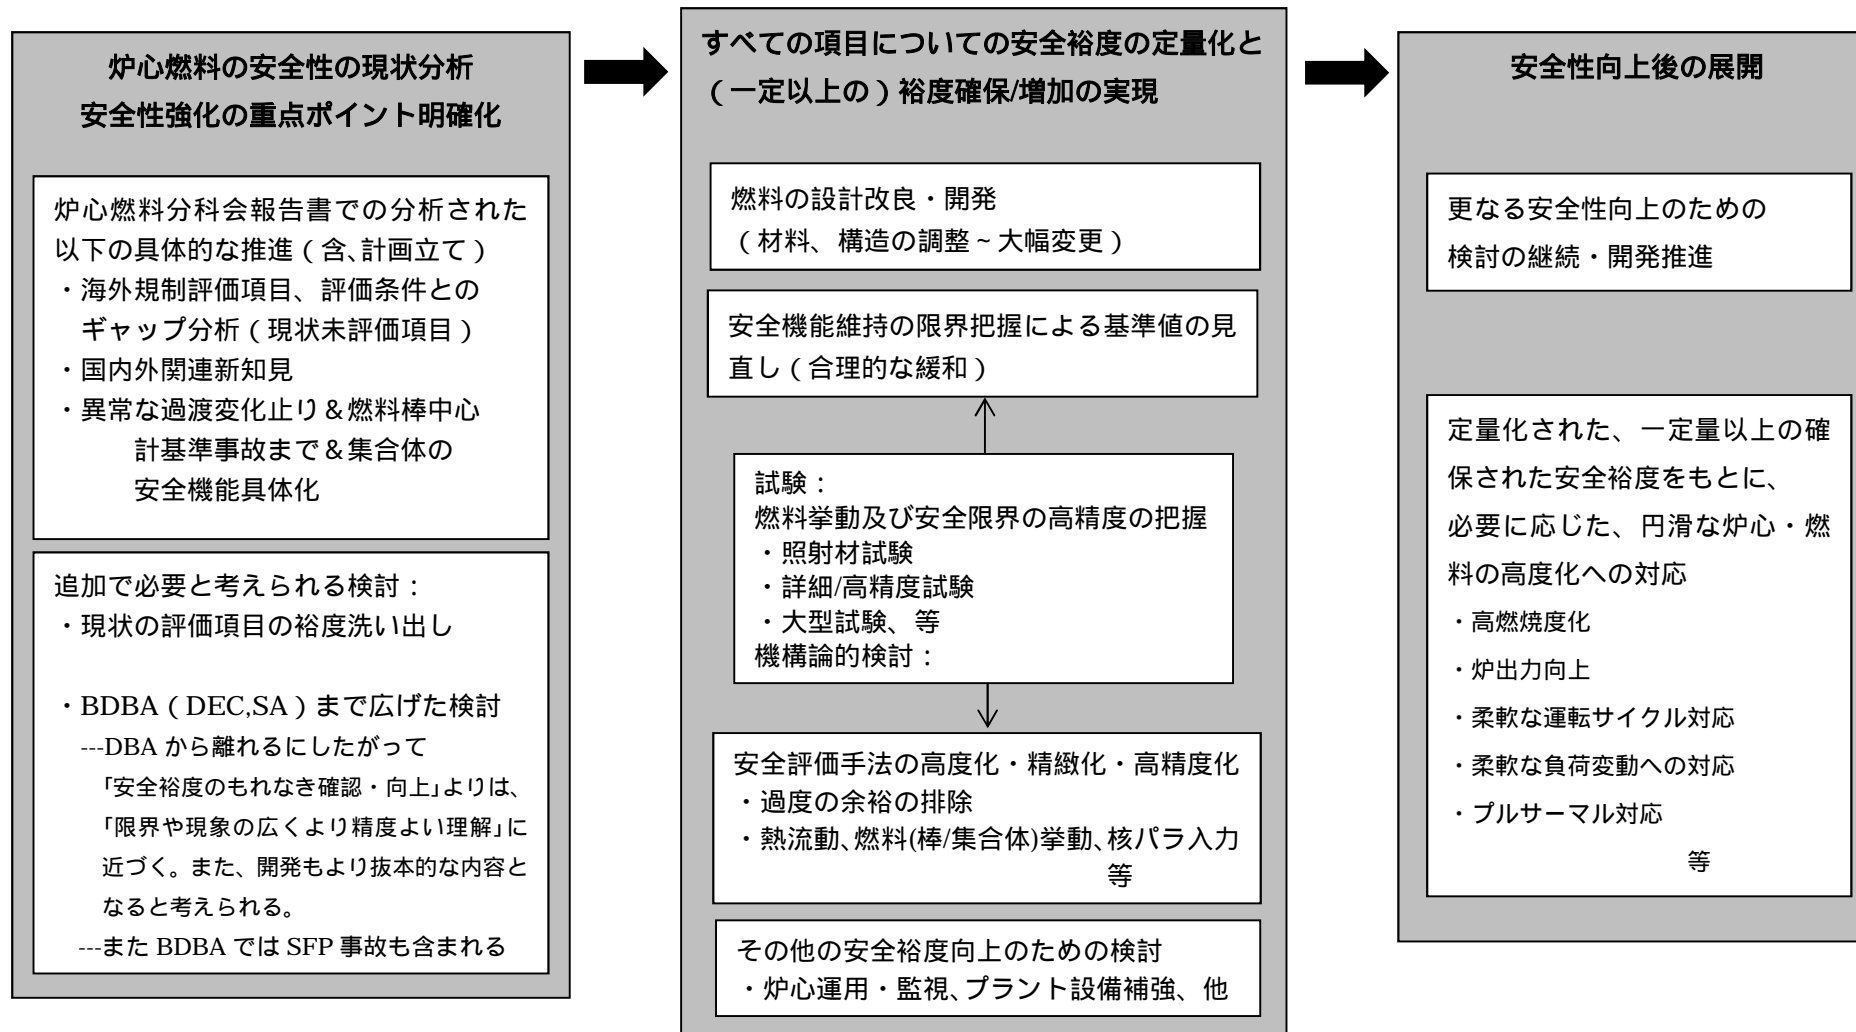 炉心燃料の安全性の現状分析
安全性強化の重点ポイント明確化
炉心燃料分科会報告書での分析された
以下の具体的な推進（含、計画立て）
・海外規制評価項目、評価条件との
ギャップ分析（現状未評価項目）
・国内外関連新知見
・異常な過渡変化止り＆燃料棒中心
計基準事故まで＆集合体の
安全機能具体化
追加で必要と考えられる検討：
・現状の評価項目の裕度洗い出し
・BDBA（DEC,SA）まで広げた検討
---DBA から離れるにしたがって
「安全裕度のもれなき確認・向上」よりは、
「限界や現象の広くより精度よい理解」に
近づく。また、開発もより抜本的な内容と
なると考えられる。
---また BDBA では SFP 事故も含まれる
すべての項目についての安全裕度の定量化と
（一定以上の）裕度確保/増加の実現
燃料の設計改良・開発
（材料、構造の調整～大幅変更）
安全機能維持の限界把握による基準値の見
直し（合理的な緩和）
試験：
燃料挙動及び安全限界の高精度の把握
・照射材試験
・詳細/高精度試験
・大型試験、等
機構論的検討：
安全評価手法の高度化・精緻化・高精度化
・過度の余裕の排除
・熱流動、燃料(棒/集合体)挙動、核パラ入力
等
その他の安全裕度向上のための検討
・炉心運用・監視、プラント設備補強、他
安全性向上後の展開
更なる安全性向上のための
検討の継続・開発推進
定量化された、一定量以上の確
保された安全裕度をもとに、
必要に応じた、円滑な炉心・燃
料の高度化への対応
・高燃焼度化
・炉出力向上
・柔軟な運転サイクル対応
・柔軟な負荷変動への対応
・プルサーマル対応
等